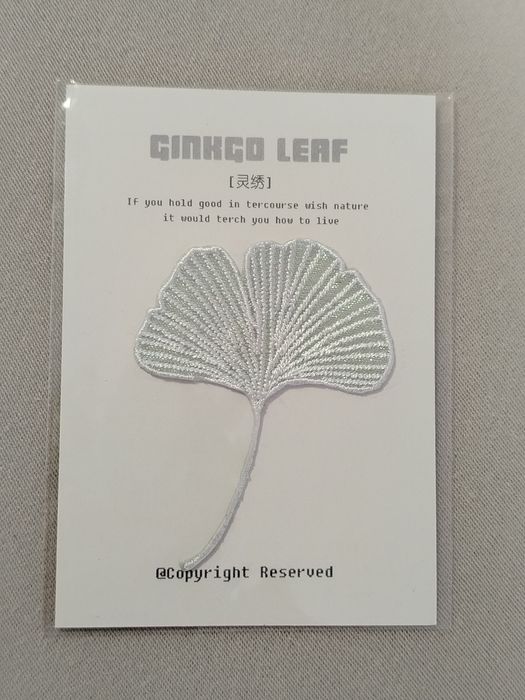 GINKGO LEAF
[灵绣]
If you hold good in tercourse wish nature
it would terch you how to live
@Copyright Reserved